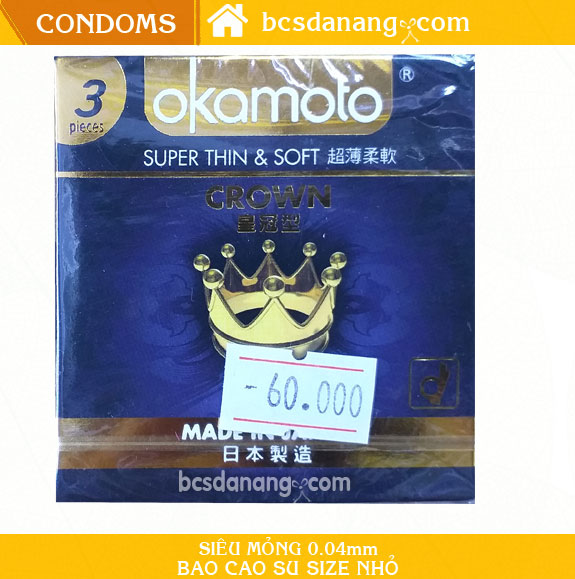 CONDOMS
bcsdanang.com
3
pieces
okamoto®
SUPER THIN & SOFT 超薄柔軟
CROWN
皇冠型
-60.000
MADE IN
日本製造
bcsdanang.com
SIÊU MỎNG 0.04mm
BAO CAO SU SIZE NHỎ